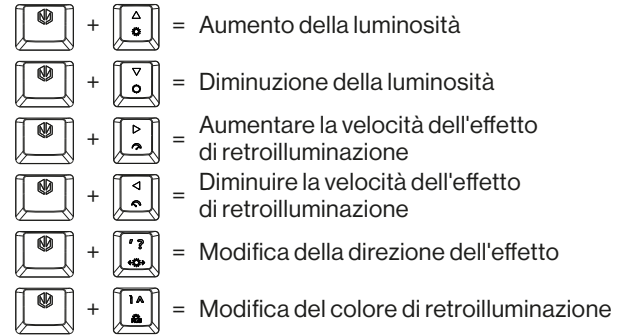 + = Aumento della luminosità
+ = Diminuzione della luminosità
+ = Aumentare la velocità dell'effetto
di retroilluminazione
+ = Diminuire la velocità dell'effetto
di retroilluminazione
+ ' ? = Modifica della direzione dell'effetto
+ ì ^ = Modifica del colore di retroilluminazione